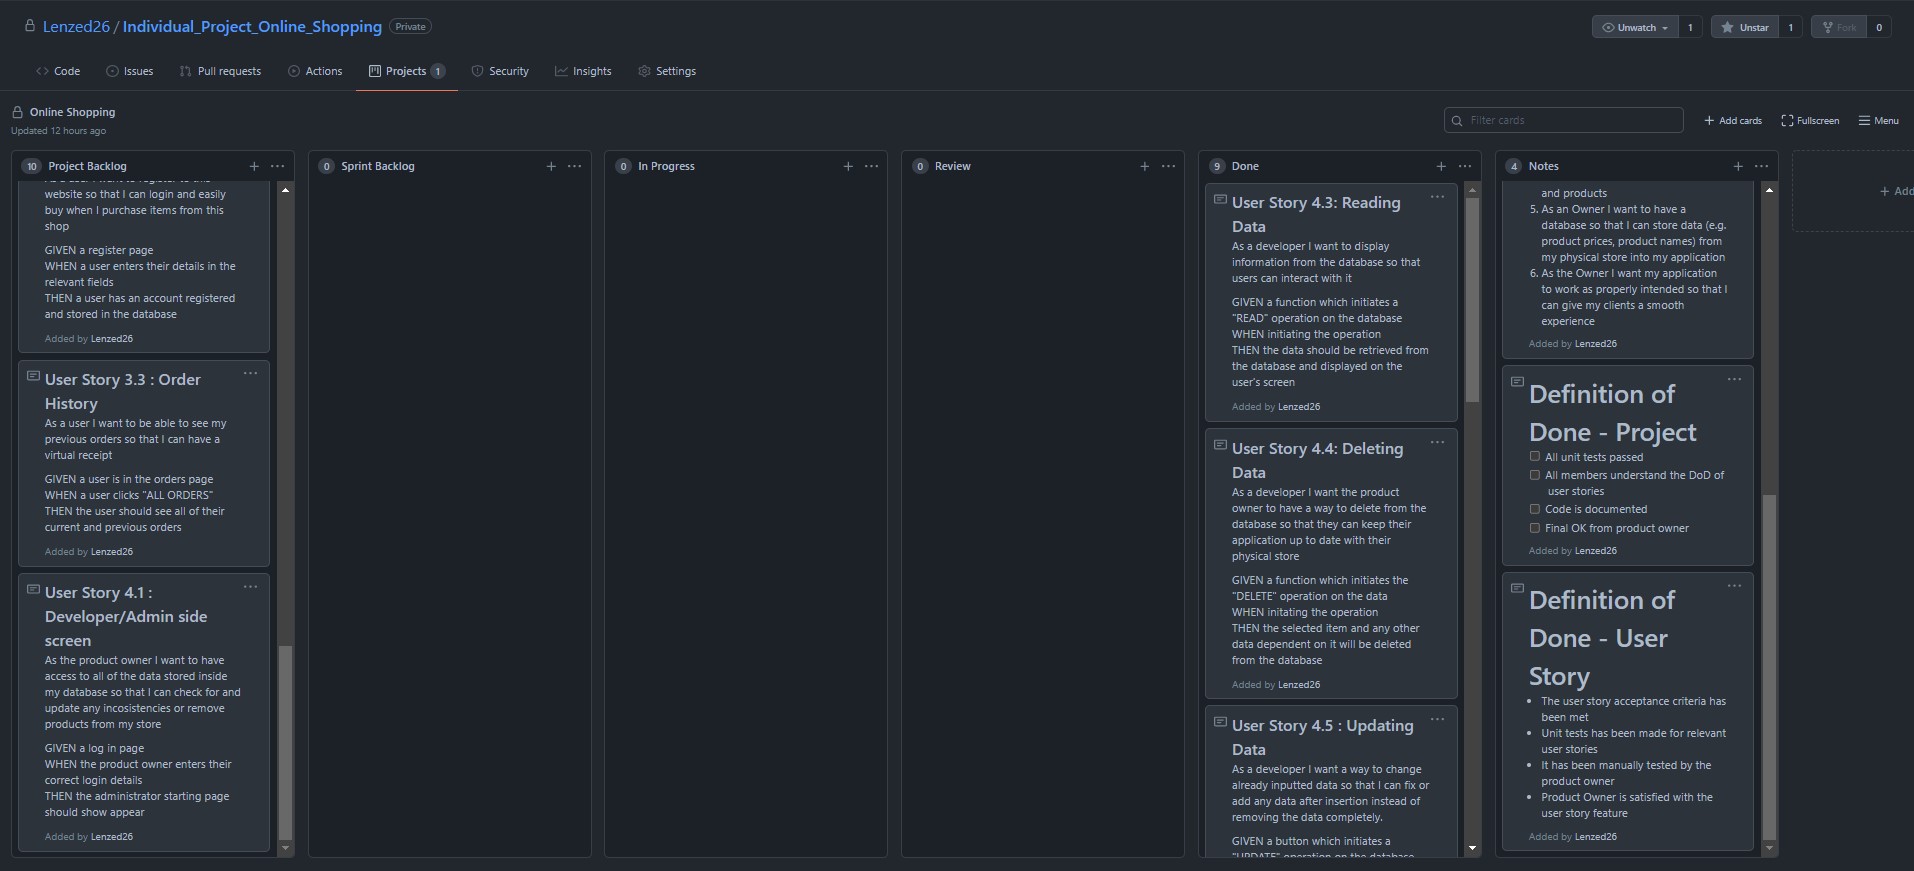 Lenzed26 / Individual_Project_Online_Shopping Private
Unwatch 1 Unstar 1 Fork 0
Code Issues Pull requests Actions Projects 1 Security Insights Settings
Online Shopping
Updated 12 hours ago
Filter cards
Add cards Fullscreen Menu
10 Project Backlog
website so that I can login and easily
buy when I purchase items from this
shop
GIVEN a register page
WHEN a user enters their details in the
relevant fields
THEN a user has an account registered
and stored in the database
Added by Lenzed26
User Story 3.3 : Order
History
As a user I want to be able to see my
previous orders so that I can have a
virtual receipt
GIVEN a user is in the orders page
WHEN a user clicks "ALL ORDERS"
THEN the user should see all of their
current and previous orders
Added by Lenzed26
User Story 4.1 :
Developer/Admin side
screen
As the product owner I want to have
access to all of the data stored inside
my database so that I can check for and
update any incosistencies or remove
products from my store
GIVEN a log in page
WHEN the product owner enters their
correct login details
THEN the administrator starting page
should show appear
Added by Lenzed26
0 Sprint Backlog
0 In Progress
0 Review
9 Done
User Story 4.3: Reading
Data
As a developer I want to display
information from the database so that
users can interact with it
GIVEN a function which initiates a
"READ" operation on the database
WHEN initiating the operation
THEN the data should be retrieved from
the database and displayed on the
user's screen
Added by Lenzed26
User Story 4.4: Deleting
Data
As a developer I want the product
owner to have a way to delete from the
database so that they can keep their
application up to date with their
physical store
GIVEN a function which initiates the
"DELETE" operation on the data
WHEN initating the operation
THEN the selected item and any other
data dependent on it will be deleted
from the database
Added by Lenzed26
User Story 4.5 : Updating
Data
As a developer I want a way to change
already inputted data so that I can fix or
add any data after insertion instead of
removing the data completely.
GIVEN a button which initiates a
"UPDATE" operation on the database
4 Notes
and products
5. As an Owner I want to have a
database so that I can store data (e.g.
product prices, product names) from
my physical store into my application
6. As the Owner I want my application
to work as properly intended so that I
can give my clients a smooth
experience
Added by Lenzed26
Definition of
Done - Project
All unit tests passed
All members understand the DoD of
user stories
Code is documented
Final OK from product owner
Added by Lenzed26
Definition of
Done - User
Story
• The user story acceptance criteria has
been met
• Unit tests has been made for relevant
user stories
• It has been manually tested by the
product owner
• Product Owner is satisfied with the
user story feature
Added by Lenzed26
+ Add